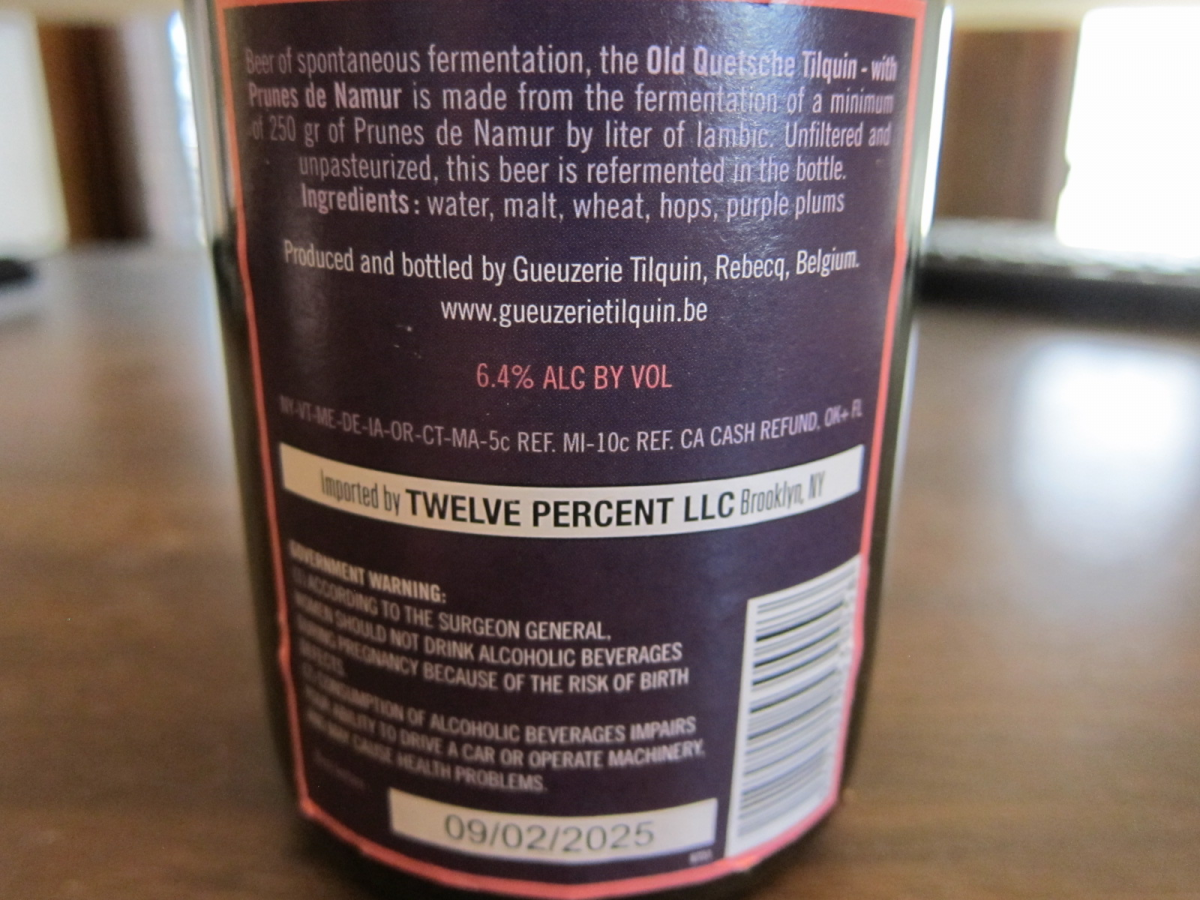 Beer of spontaneous fermentation, the Old Quetsche Tilquin - with
Prunes de Namur is made from the fermentation of a minimum
of 250 gr of Prunes de Namur by liter of lambic. Unfiltered and
unpasteurized, this beer is refermented in the bottle.
Ingredients: water, malt, wheat, hops, purple plums
Produced and bottled by Gueuzerie Tilquin, Rebecq, Belgium.
www.gueuzerietilquin.be
6.4% ALC BY VOL
NY-VT-ME-DE-IA-OR-CT-MA-5c REF. MI-10c REF. CA CASH REFUND, OK+ FL
Imported by TWELVE PERCENT LLC Brooklyn, NY
GOVERNMENT WARNING:
(1) ACCORDING TO THE SURGEON GENERAL,
WOMEN SHOULD NOT DRINK ALCOHOLIC BEVERAGES
DURING PREGNANCY BECAUSE OF THE RISK OF BIRTH
DEFECTS.
(2) CONSUMPTION OF ALCOHOLIC BEVERAGES IMPAIRS
YOUR ABILITY TO DRIVE A CAR OR OPERATE MACHINERY,
AND MAY CAUSE HEALTH PROBLEMS.
09/02/2025